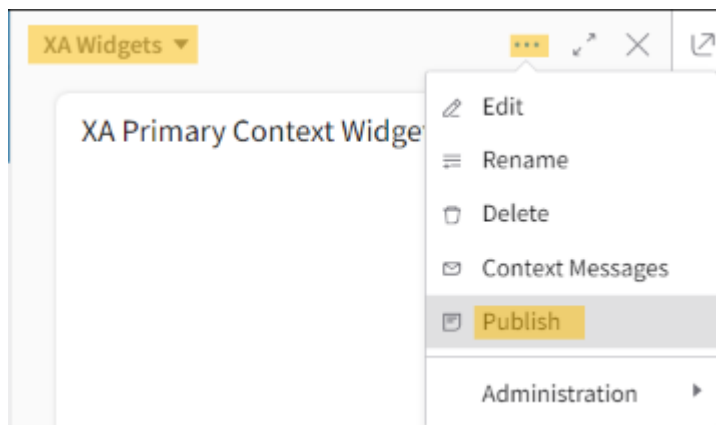 XA Widgets
XA Primary Context Widge
Edit
Rename
Delete
Context Messages
Publish
Administration